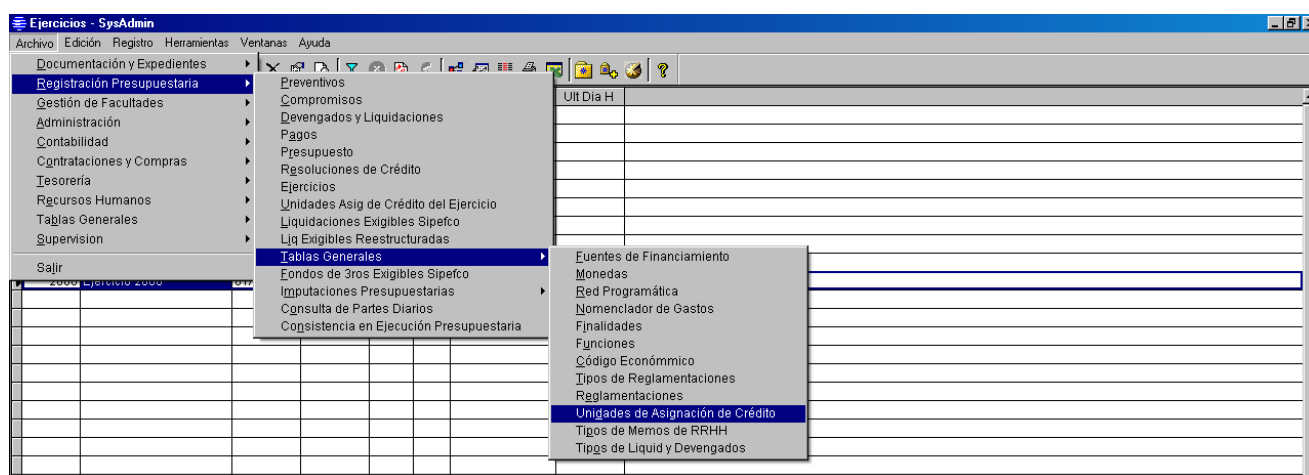 Ejercicios - SysAdmin
Archivo Edición Registro Herramientas Ventanas Ayuda
Documentación y Expedientes
Registración Presupuestaria
Gestión de Facultades
Administración
Contabilidad
Contrataciones y Compras
Tesorería
Recursos Humanos
Tablas Generales
Supervision
Salir
Preventivos
Compromisos
Devengados y Liquidaciones
Pagos
Presupuesto
Resoluciones de Crédito
Ejercicios
Unidades Asig de Crédito del Ejercicio
Liquidaciones Exigibles Sipefco
Liq Exigibles Reestructuradas
Tablas Generales
Fondos de 3ros Exigibles Sipefco
Imputaciones Presupuestarias
Consulta de Partes Diarios
Consistencia en Ejecución Presupuestaria
Fuentes de Financiamiento
Monedas
Red Programática
Nomenclador de Gastos
Finalidades
Funciones
Código Económmico
Tipos de Reglamentaciones
Reglamentaciones
Unidades de Asignación de Crédito
Tipos de Memos de RRHH
Tipos de Liquid y Devengados
Ult Dia H